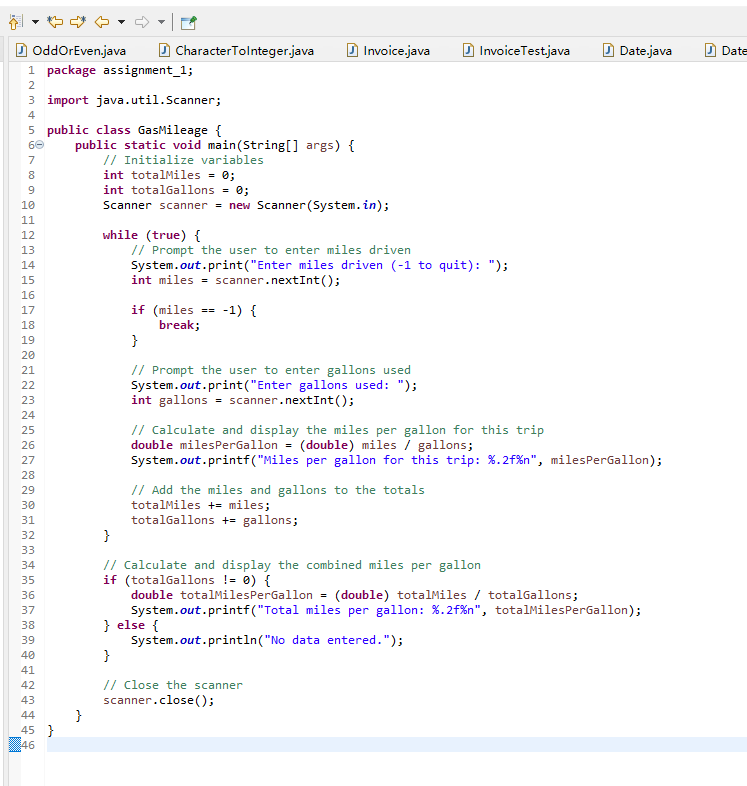 OddOrEven.java CharacterToInteger.java Invoice.java InvoiceTest.java Date.java Date
1 package assignment_1;
2
3 import java.util.Scanner;
4
5 public class GasMileage {
6 public static void main(String[] args) {
7 // Initialize variables
8 int totalMiles = 0;
9 int totalGallons = 0;
10 Scanner scanner = new Scanner(System.in);
11
12 while (true) {
13 // Prompt the user to enter miles driven
14 System.out.print("Enter miles driven (-1 to quit): ");
15 int miles = scanner.nextInt();
16
17 if (miles == -1) {
18 break;
19 }
20
21 // Prompt the user to enter gallons used
22 System.out.print("Enter gallons used: ");
23 int gallons = scanner.nextInt();
24
25 // Calculate and display the miles per gallon for this trip
26 double milesPerGallon = (double) miles / gallons;
27 System.out.printf("Miles per gallon for this trip: %.2f%n", milesPerGallon);
28
29 // Add the miles and gallons to the totals
30 totalMiles += miles;
31 totalGallons += gallons;
32 }
33
34 // Calculate and display the combined miles per gallon
35 if (totalGallons != 0) {
36 double totalMilesPerGallon = (double) totalMiles / totalGallons;
37 System.out.printf("Total miles per gallon: %.2f%n", totalMilesPerGallon);
38 } else {
39 System.out.println("No data entered.");
40 }
41
42 // Close the scanner
43 scanner.close();
44 }
45 }
46